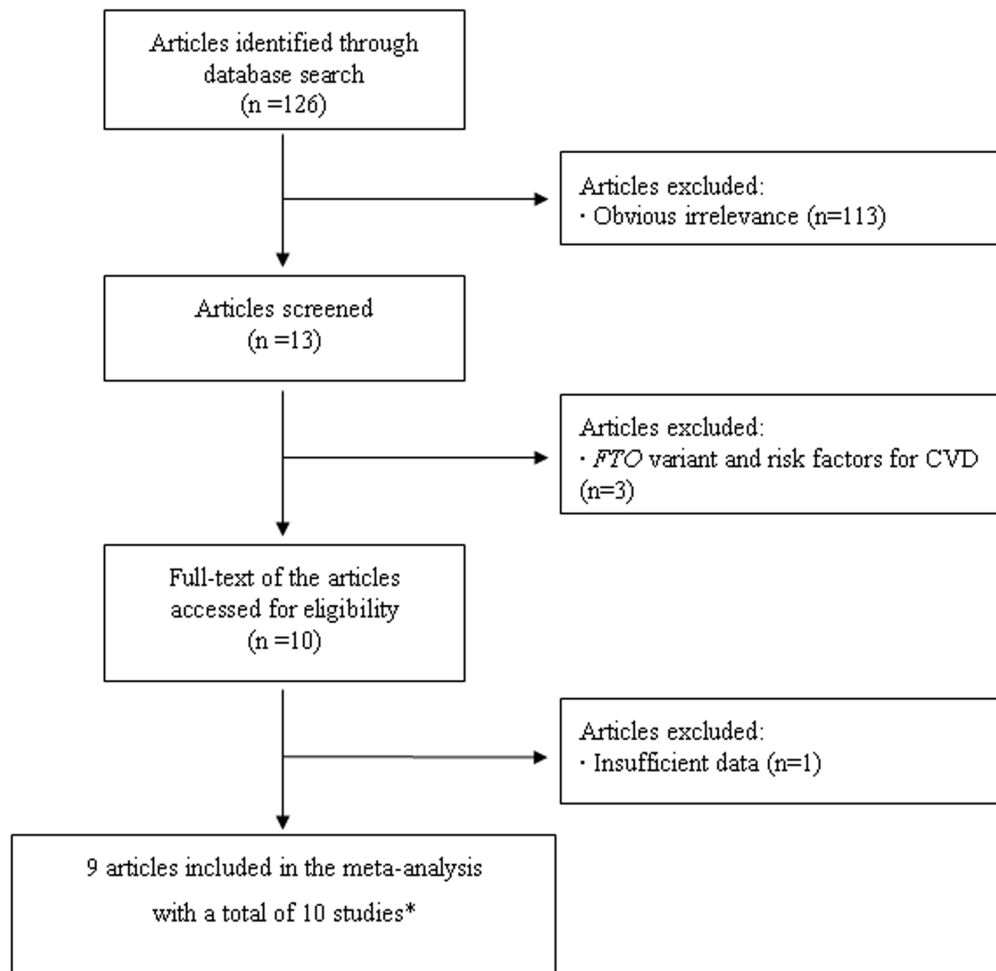 Articles identified through
database search
(n =126)
Articles excluded:
· Obvious irrelevance (n=113)
Articles screened
(n =13)
Articles excluded:
· FTO variant and risk factors for CVD
(n=3)
Full-text of the articles
accessed for eligibility
(n =10)
Articles excluded:
· Insufficient data (n=1)
9 articles included in the meta-analysis
with a total of 10 studies*